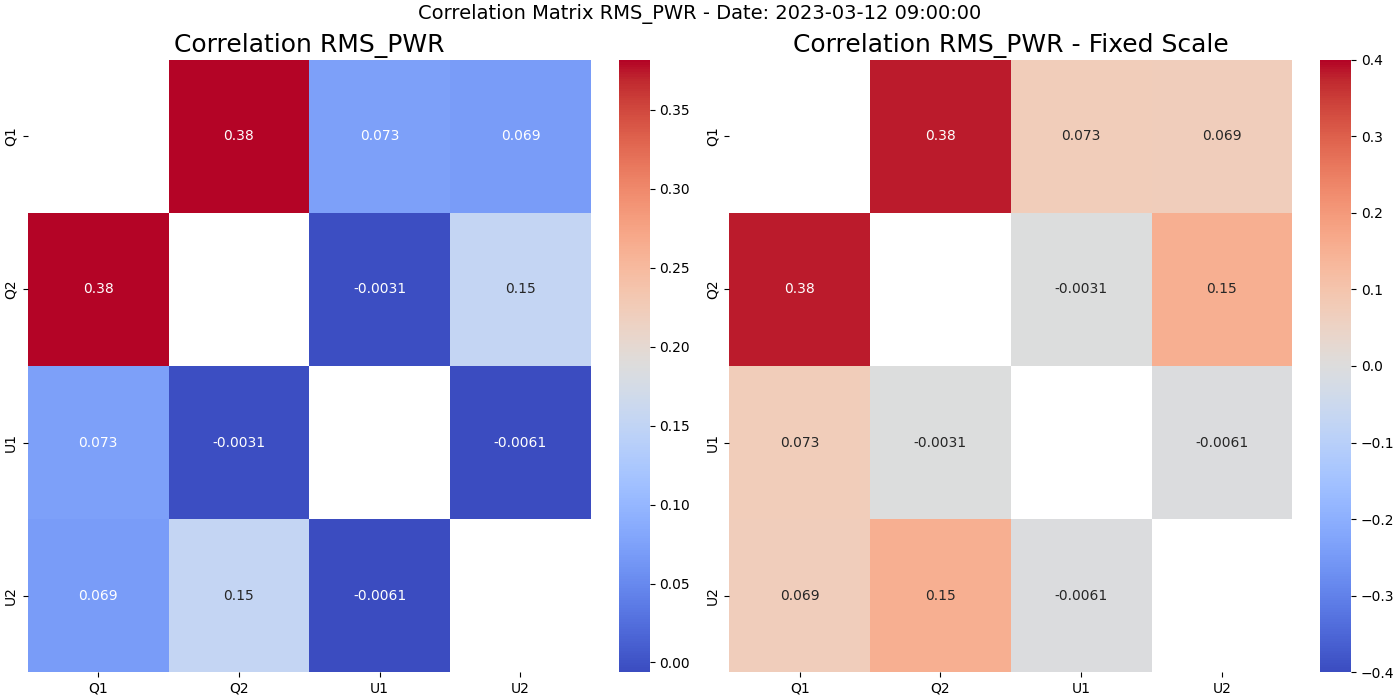 Correlation Matrix RMS_PWR - Date: 2023-03-12 09:00:00
Correlation RMS_PWR
Q1
0.38
0.073
0.069
Q2
0.38
-0.0031
0.15
U1
0.073
-0.0031
-0.0061
U2
0.069
0.15
-0.0061
Q1
Q2
U1
U2
0.35
0.30
0.25
0.20
0.15
0.10
0.05
0.00
Correlation RMS_PWR - Fixed Scale
Q1
0.38
0.073
0.069
Q2
0.38
-0.0031
0.15
U1
0.073
-0.0031
-0.0061
U2
0.069
0.15
-0.0061
Q1
Q2
U1
U2
0.4
0.3
0.2
0.1
0.0
−0.1
−0.2
−0.3
−0.4